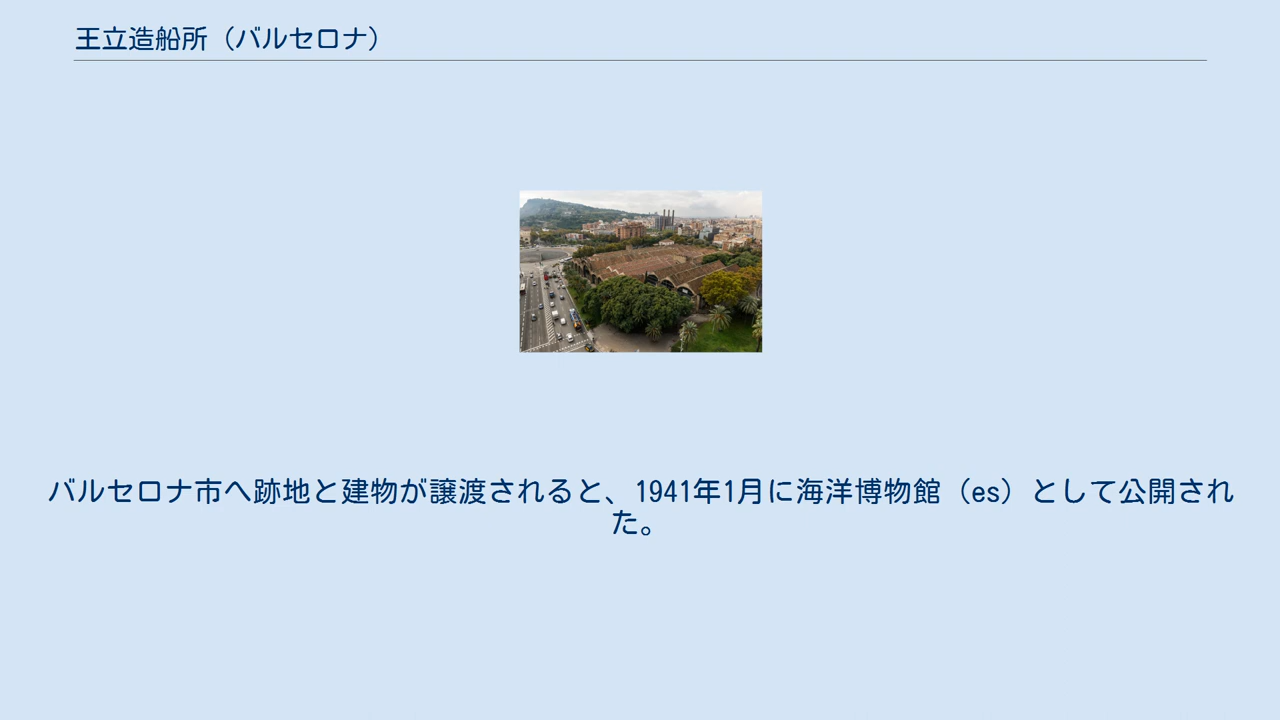 王立造船所（バルセロナ）
バルセロナ市へ跡地と建物が譲渡されると、1941年1月に海洋博物館（es）として公開され
た。